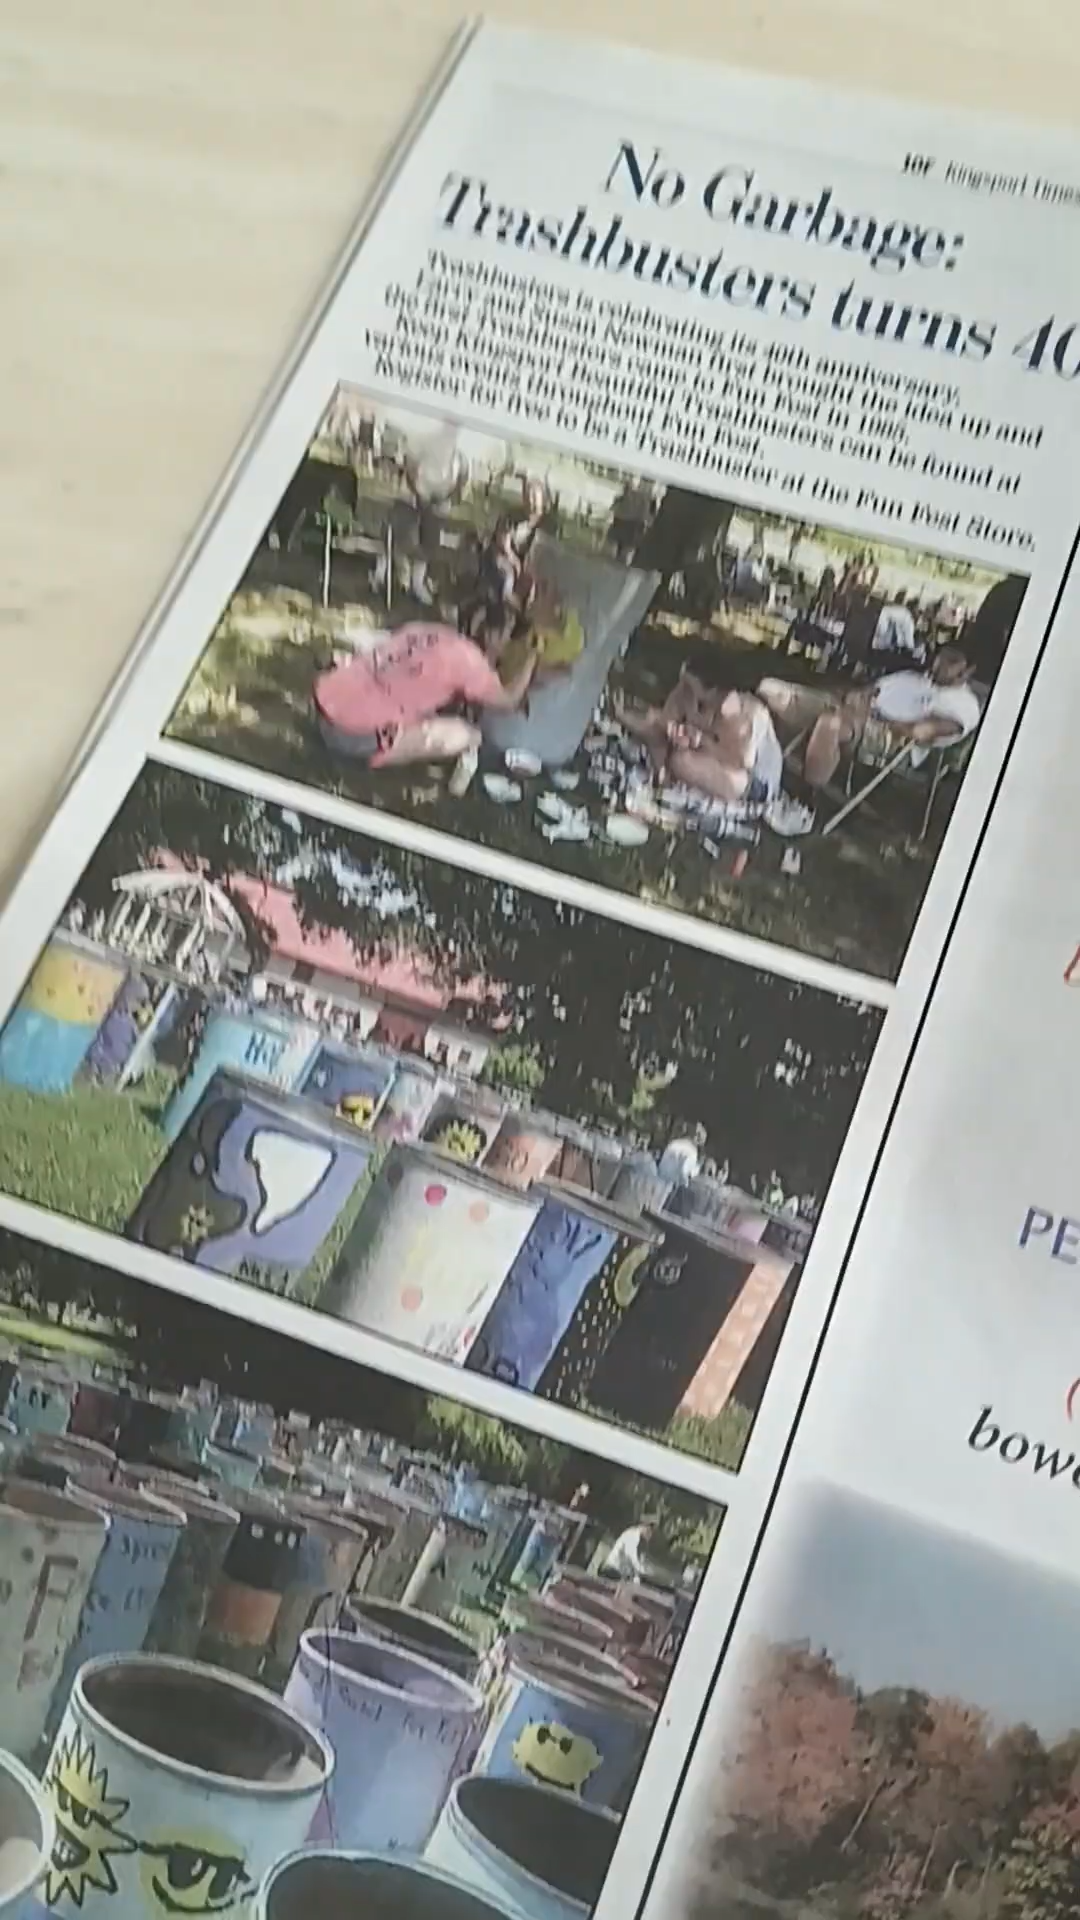 10F Kingsport Times
No Garbage:
Trashbusters turns 40
Trashbusters is celebrating its 40th anniversary.
Larry and Susan Newman first brought the idea up and
the first Trashbusters came to Fun Fest in 1986.
Keep Kingsport Beautiful Trashbusters can be found at
various events throughout Fun Fest.
Register for free to be a Trashbuster at the Fun Fest Store.
PE
bow